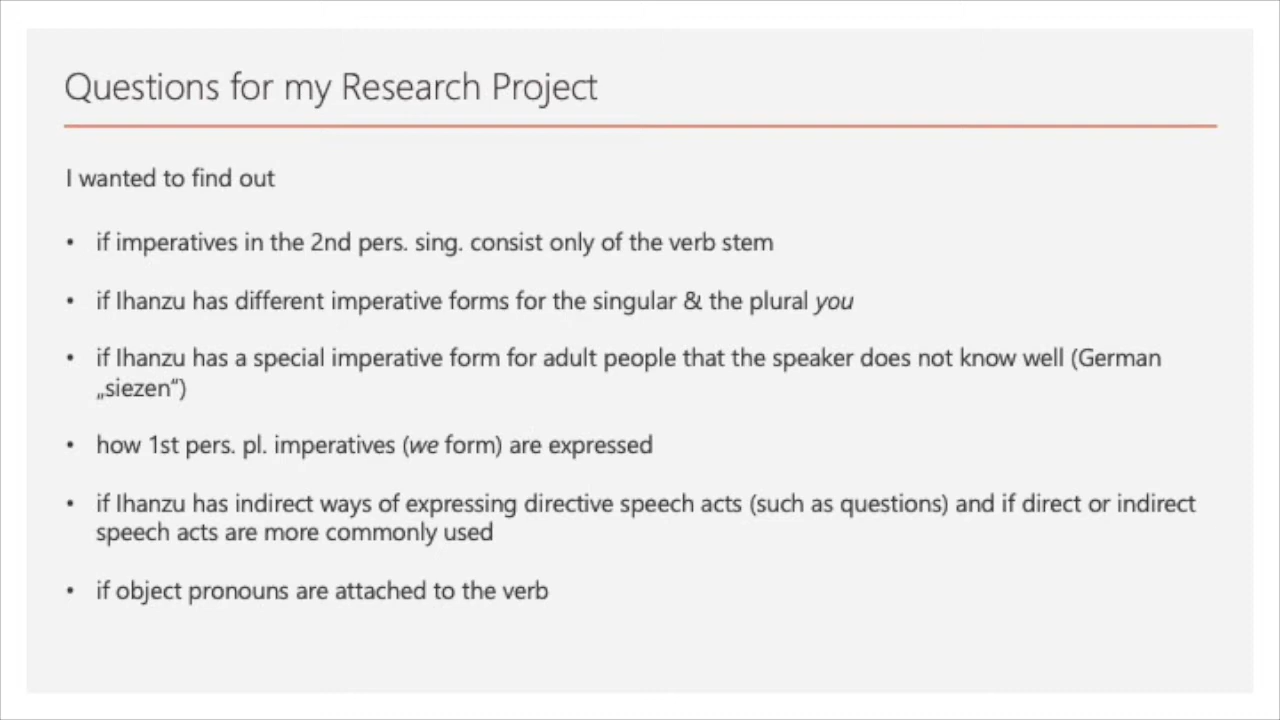 Questions for my Research Project
I wanted to find out
• if imperatives in the 2nd pers. sing. consist only of the verb stem
• if Ihanzu has different imperative forms for the singular & the plural you
• if Ihanzu has a special imperative form for adult people that the speaker does not know well (German
„siezen“)
• how 1st pers. pl. imperatives (we form) are expressed
• if Ihanzu has indirect ways of expressing directive speech acts (such as questions) and if direct or indirect
speech acts are more commonly used
• if object pronouns are attached to the verb